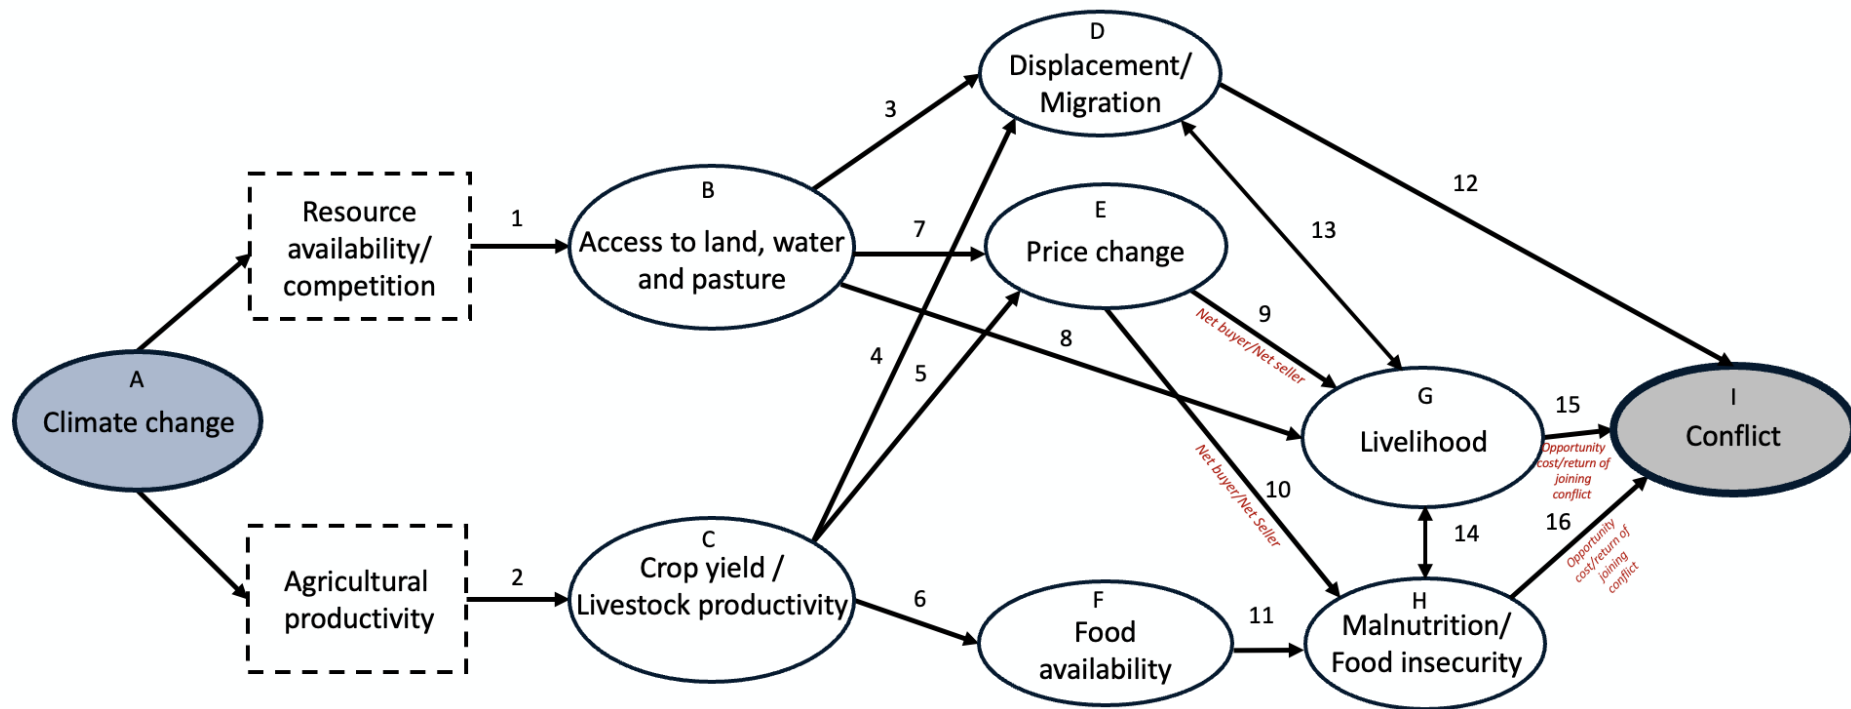 D
Displacement/
Migration
3
12
Resource
availability/
competition
1
B
Access to land, water
and pasture
7
E
Price change
13
9
Net buyer/Net seller
8
4
5
A
Climate change
G
Livelihood
15
Opportunity
cost/return of
joining
conflict
I
Conflict
10
Net buyer/Net Seller
14
16
Opportunity
cost/return of
joining
conflict
Agricultural
productivity
2
C
Crop yield /
Livestock productivity
6
F
Food
availability
11
H
Malnutrition/
Food insecurity